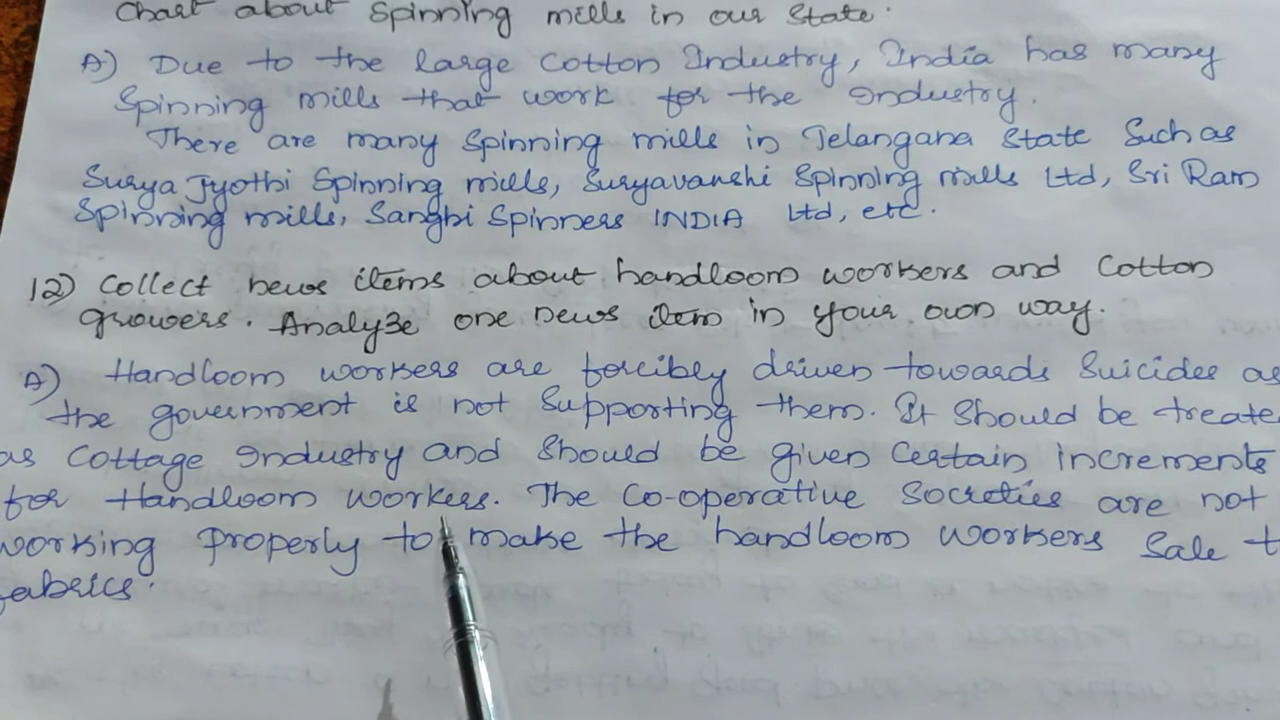 Chart about Spinning mills in our State.
A) Due to the large Cotton Industry, India has many
Spinning mills that work for the Industry.
There are many Spinning mills in Telangana State Such as
Surya Jyothi Spinning mills, Suryavanshi Spinning mills Ltd, Sri Ram
Spinning mills, Sanghi Spinners INDIA Ltd, etc.
12) Collect news items about handloom workers and Cotton
growers. Analyze one news item in your own way.
A) Handloom workers are forcibly driven towards Suicides as
the government is not Supporting them. It Should be treate
as Cottage Industry and Should be given Certain increments
for Handloom workers. The Co-operative Societies are not
working properly to make the handloom workers Sale t
fabrics.